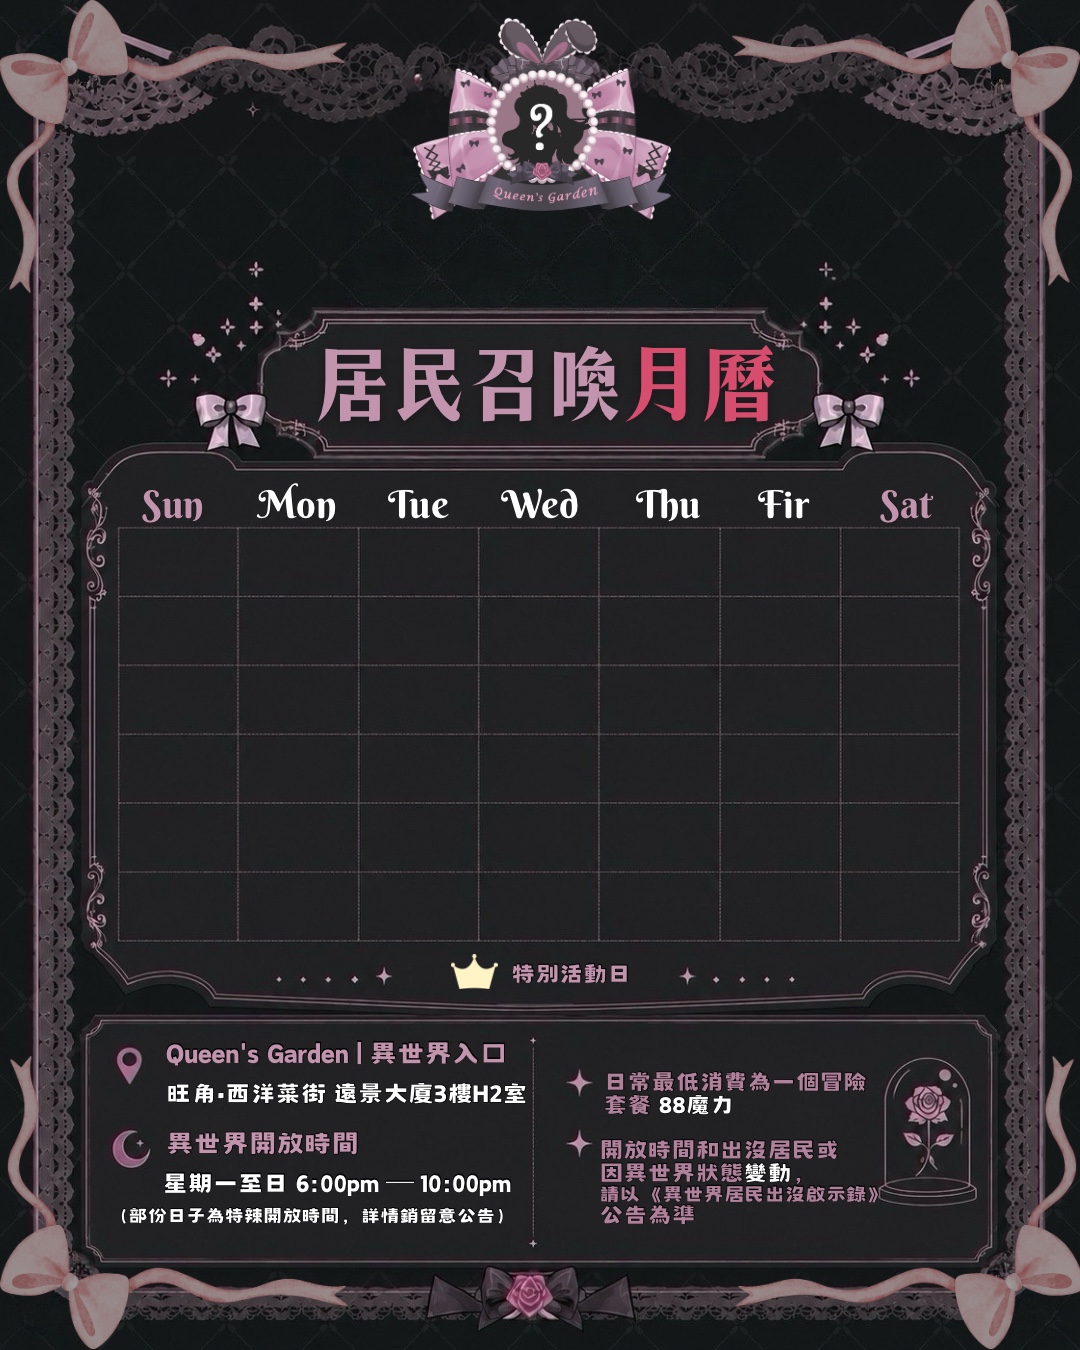 ?
Queen's Garden
居民召喚月曆
Sun Mon Tue Wed Thu Fir Sat
特別活動日
Queen's Garden | 異世界入口
旺角·西洋菜街 遠景大廈3樓H2室
異世界開放時間
星期一至日 6:00pm — 10:00pm
(部份日子為特辣開放時間，詳情銷留意公告)
日常最低消費為一個冒險
套餐 88魔力
開放時間和出沒居民或
因異世界狀態變動，
請以《異世界居民出沒啟示錄》
公告為準